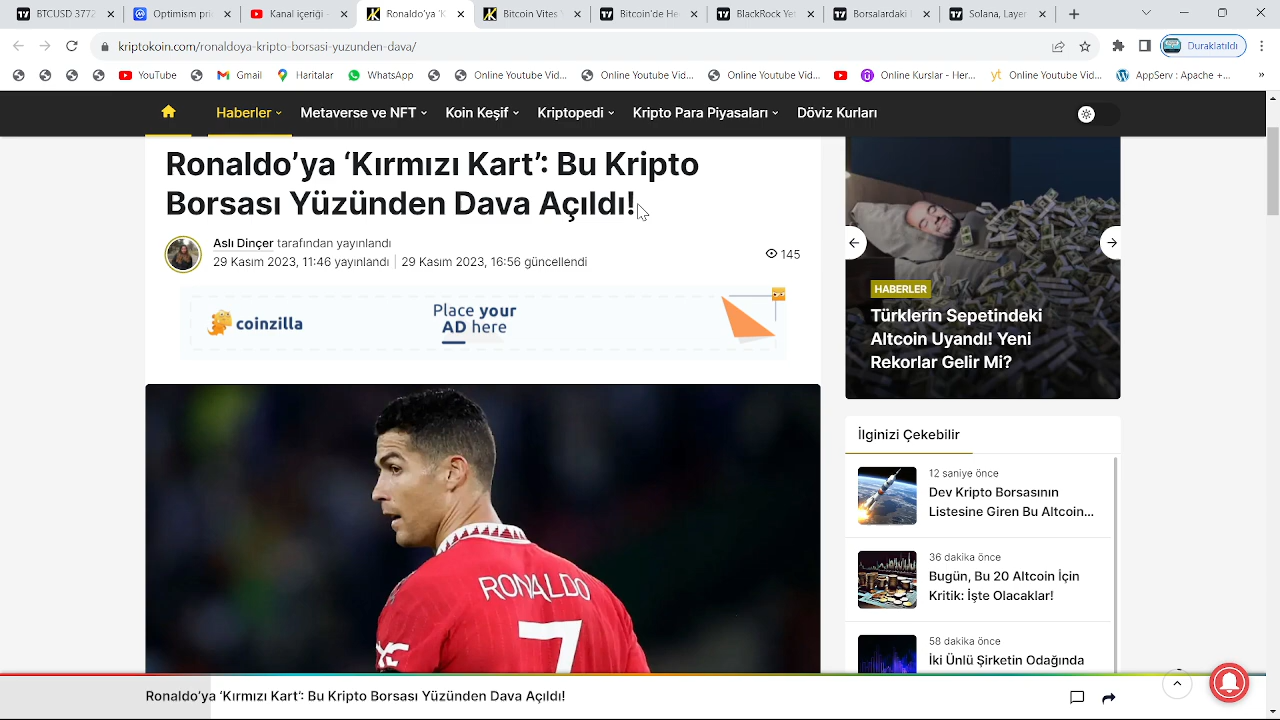 BTCUSD 3772
Optimism pri
Kanal içeriği -
Ronaldo'ya 'K
Bitcoin Vites Y
Bitcoin'de He
BlackRock Ye
Borsalardaki
Solana, Layer
kriptokoin.com/ronaldoya-kripto-borsasi-yuzunden-dava/
Duraklatıldı
YouTube
Gmail
Haritalar
WhatsApp
Online Youtube Vid...
Online Youtube Vid...
Online Youtube Vid...
Online Kurslar - Her...
yt Online Youtube Vid...
AppServ : Apache +...
»
Haberler
Metaverse ve NFT
Koin Keşif
Kriptopedi
Kripto Para Piyasaları
Döviz Kurları
Ronaldo'ya 'Kırmızı Kart': Bu Kripto
Borsası Yüzünden Dava Açıldı!
Aslı Dinçer tarafından yayınlandı
29 Kasım 2023, 11:46 yayınlandı | 29 Kasım 2023, 16:56 güncellendi
145
coinzilla
Place your
AD here
RONALDO
7
HABERLER
Türklerin Sepetindeki
Altcoin Uyandı! Yeni
Rekorlar Gelir Mi?
İlginizi Çekebilir
12 saniye önce
Dev Kripto Borsasının
Listesine Giren Bu Altcoin...
36 dakika önce
Bugün, Bu 20 Altcoin İçin
Kritik: İşte Olacaklar!
58 dakika önce
İki Ünlü Şirketin Odağında
Ronaldo'ya 'Kırmızı Kart': Bu Kripto Borsası Yüzünden Dava Açıldı!